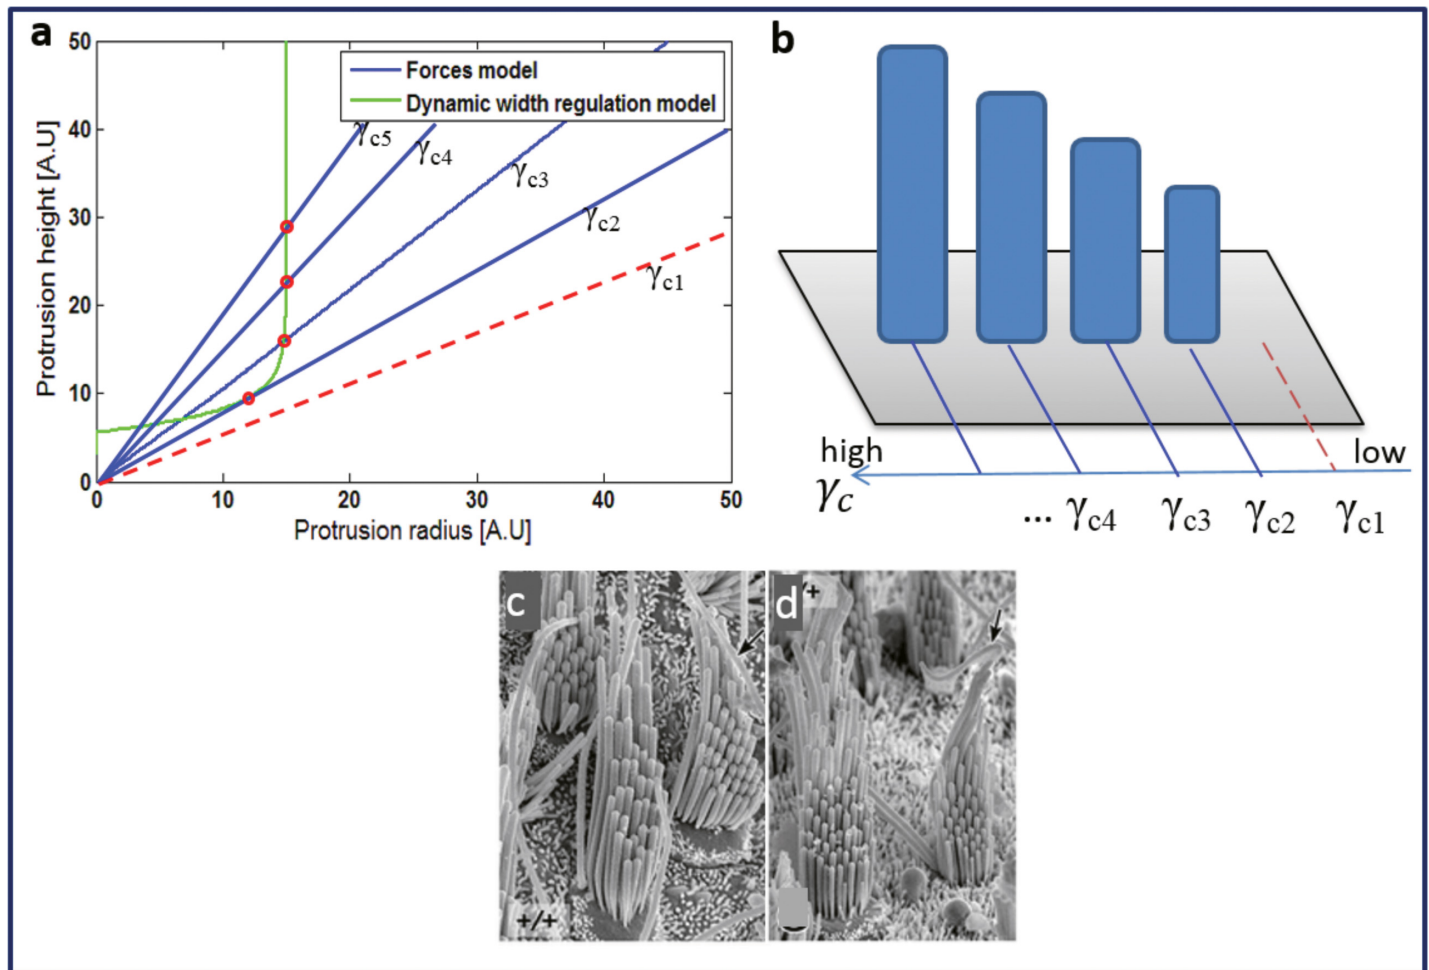 a
50
40
30
20
10
0
0
10
20
30
40
50
Protrusion height [A.U]
Protrusion radius [A.U]
Forces model
Dynamic width regulation model
γc5
γc4
γc3
γc2
γc1
b
high
low
γc
... γc4 γc3 γc2 γc1
c
+/+
d
/+